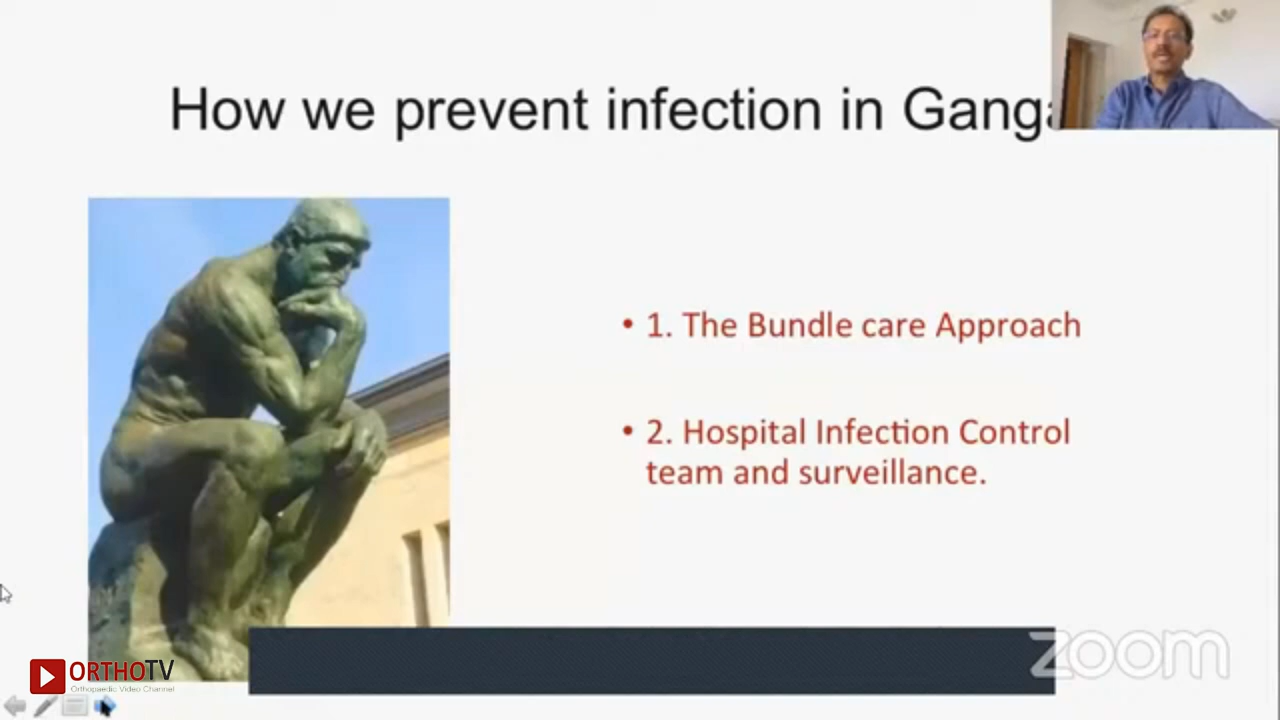 How we prevent infection in Ganga
• 1. The Bundle care Approach
• 2. Hospital Infection Control
team and surveillance.
zoom
ORTHOTV
Orthopaedic Video Channel